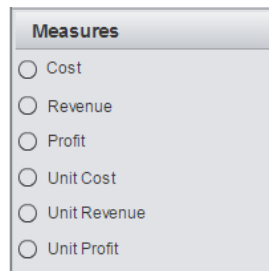 Measures
Cost
Revenue
Profit
Unit Cost
Unit Revenue
Unit Profit